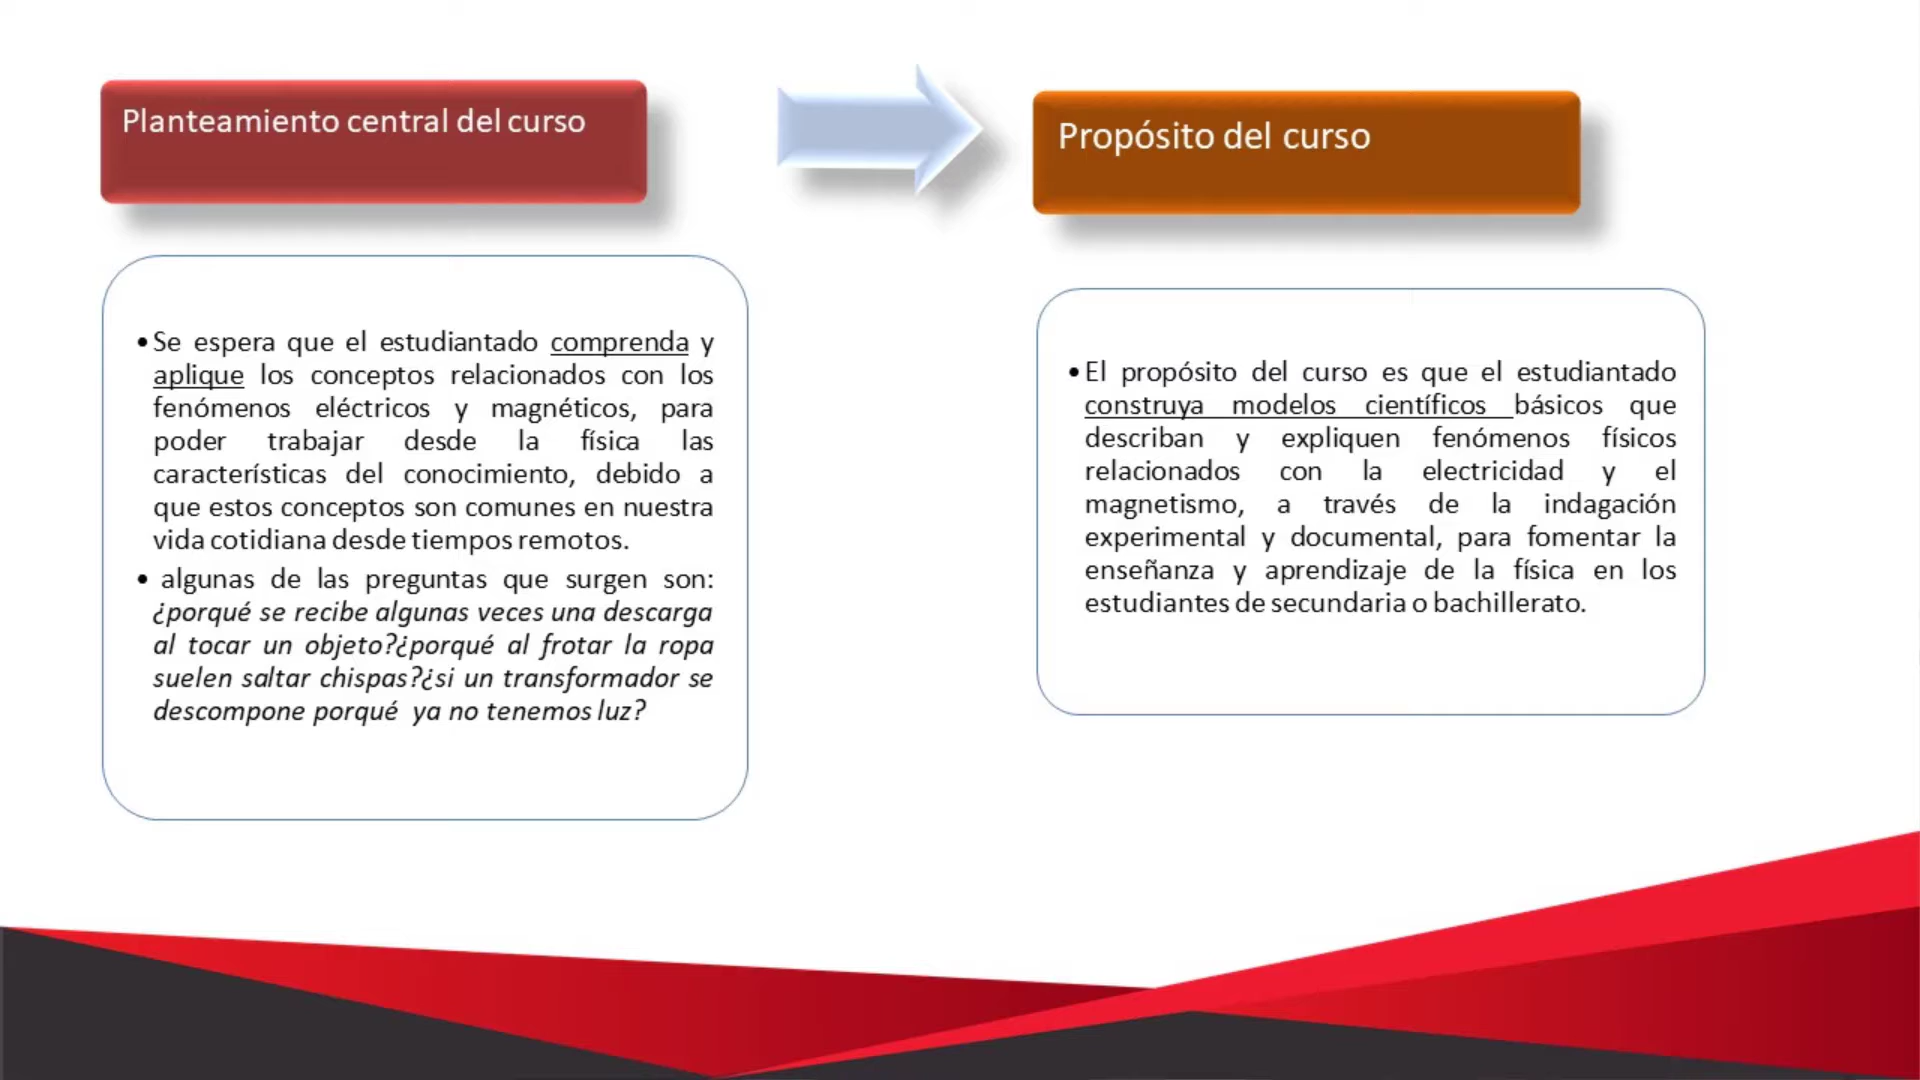 Planteamiento central del curso
Propósito del curso
•Se espera que el estudiantado comprenda y
aplique los conceptos relacionados con los
fenómenos eléctricos y magnéticos, para
poder trabajar desde la física las
características del conocimiento, debido a
que estos conceptos son comunes en nuestra
vida cotidiana desde tiempos remotos.
• algunas de las preguntas que surgen son:
¿porqué se recibe algunas veces una descarga
al tocar un objeto?¿porqué al frotar la ropa
suelen saltar chispas?¿si un transformador se
descompone porqué ya no tenemos luz?
•El propósito del curso es que el estudiantado
construya modelos científicos básicos que
describan y expliquen fenómenos físicos
relacionados con la electricidad y el
magnetismo, a través de la indagación
experimental y documental, para fomentar la
enseñanza y aprendizaje de la física en los
estudiantes de secundaria o bachillerato.